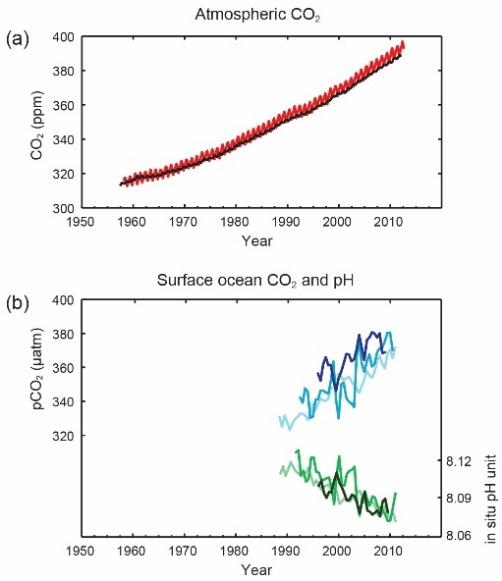 Atmospheric CO₂
(a)
400
380
360
340
320
300
CO₂ (ppm)
1950 1960 1970 1980 1990 2000 2010
Year
Surface ocean CO₂ and pH
(b)
400
380
360
340
320
pCO₂ (µatm)
8.12
8.09
8.06
in situ pH unit
1950 1960 1970 1980 1990 2000 2010
Year